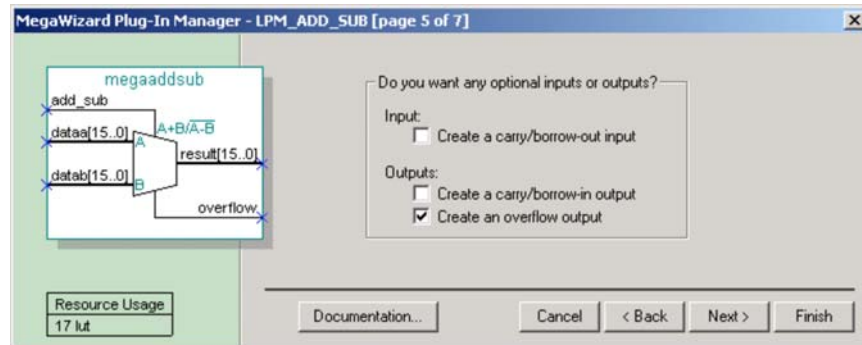 MegaWizard Plug-In Manager - LPM_ADD_SUB [page 5 of 7]
megaaddsub
add_sub
A+B/A-B
dataa[15..0]
A
result[15..0]
datab[15..0]
B
overflow
Resource Usage
17 lut
Do you want any optional inputs or outputs?
Input:
Create a carry/borrow-out input
Outputs:
Create a carry/borrow-in output
Create an overflow output
Documentation...
Cancel
< Back
Next >
Finish